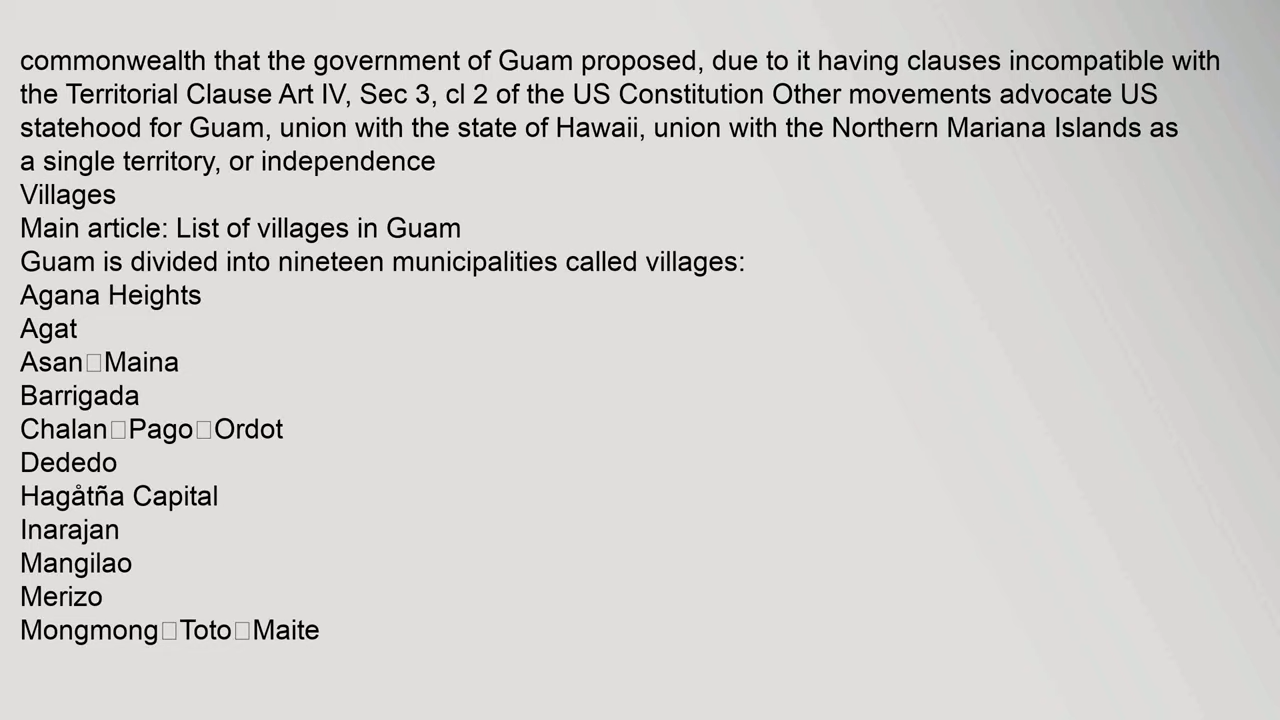 commonwealth that the government of Guam proposed, due to it having clauses incompatible with
the Territorial Clause Art IV, Sec 3, cl 2 of the US Constitution Other movements advocate US
statehood for Guam, union with the state of Hawaii, union with the Northern Mariana Islands as
a single territory, or independence
Villages
Main article: List of villages in Guam
Guam is divided into nineteen municipalities called villages:
Agana Heights
Agat
Asan□Maina
Barrigada
Chalan□Pago□Ordot
Dededo
Hagåtña Capital
Inarajan
Mangilao
Merizo
Mongmong□Toto□Maite